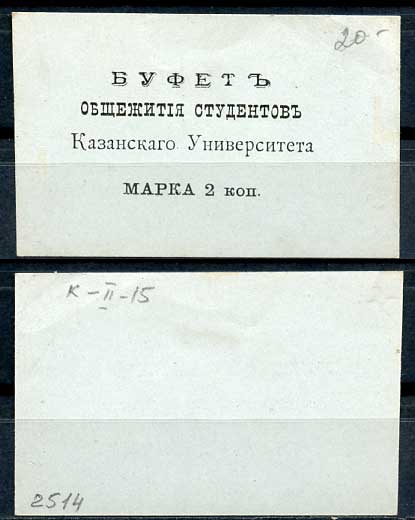 20-
БУФЕТЪ
ОБЩЕЖИТІЯ СТУДЕНТОВЪ
Казанскаго Университета
МАРКА 2 коп.
К-II-15
2514